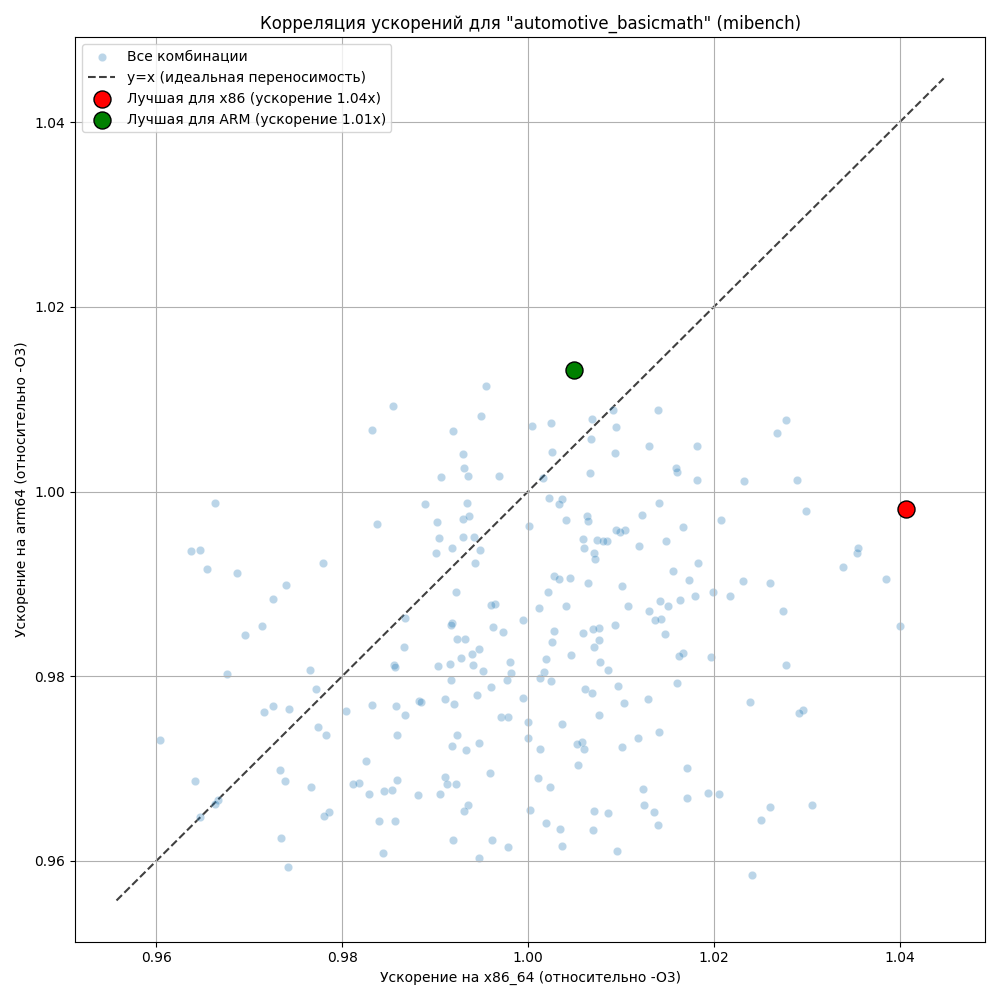 Корреляция ускорений для "automotive_basicmath" (mibench)
Все комбинации
y=x (идеальная переносимость)
Лучшая для x86 (ускорение 1.04x)
Лучшая для ARM (ускорение 1.01x)
1.04
1.02
1.00
0.98
0.96
Ускорение на arm64 (относительно -O3)
0.96
0.98
1.00
1.02
1.04
Ускорение на x86_64 (относительно -O3)